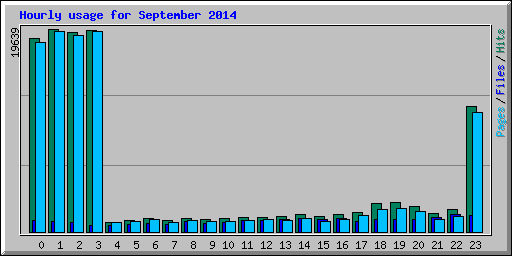 Hourly usage for September 2014
19639
Pages / Files / Hits
0 1 2 3 4 5 6 7 8 9 10 11 12 13 14 15 16 17 18 19 20 21 22 23